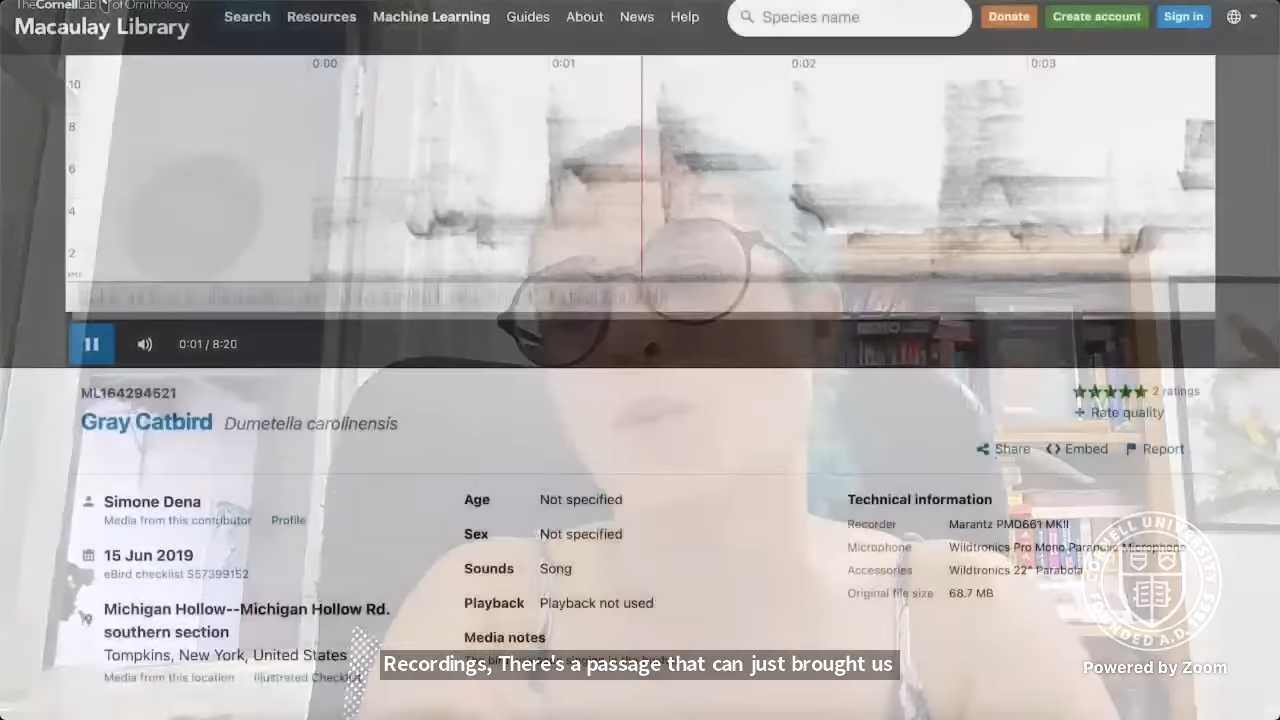 TheCornellLab of Ornithology
Macaulay Library
Search Resources Machine Learning Guides About News Help
Species name
Donate Create account Sign in
0:00 0:01 0:02 0:03
10
8
6
4
2
kHz
0:01 / 8:20
ML164294521
2 ratings
Rate quality
Gray Catbird Dumetella carolinensis
Share Embed Report
Simone Dena
Media from this contributor Profile
15 Jun 2019
eBird checklist S57399152
Michigan Hollow--Michigan Hollow Rd.
southern section
Tompkins, New York, United States
Media from this location Illustrated Checklist
Age Not specified
Sex Not specified
Sounds Song
Playback Playback not used
Media notes
Technical information
Recorder Marantz PMD661 MKII
Microphone Wildtronics Pro Mono Parabolic Microphone
Accessories Wildtronics 22" Parabola
Original file size 68.7 MB
CORNELL UNIVERSITY
FOUNDED A.D. 1865
Recordings, There's a passage that can just brought us
Powered by Zoom